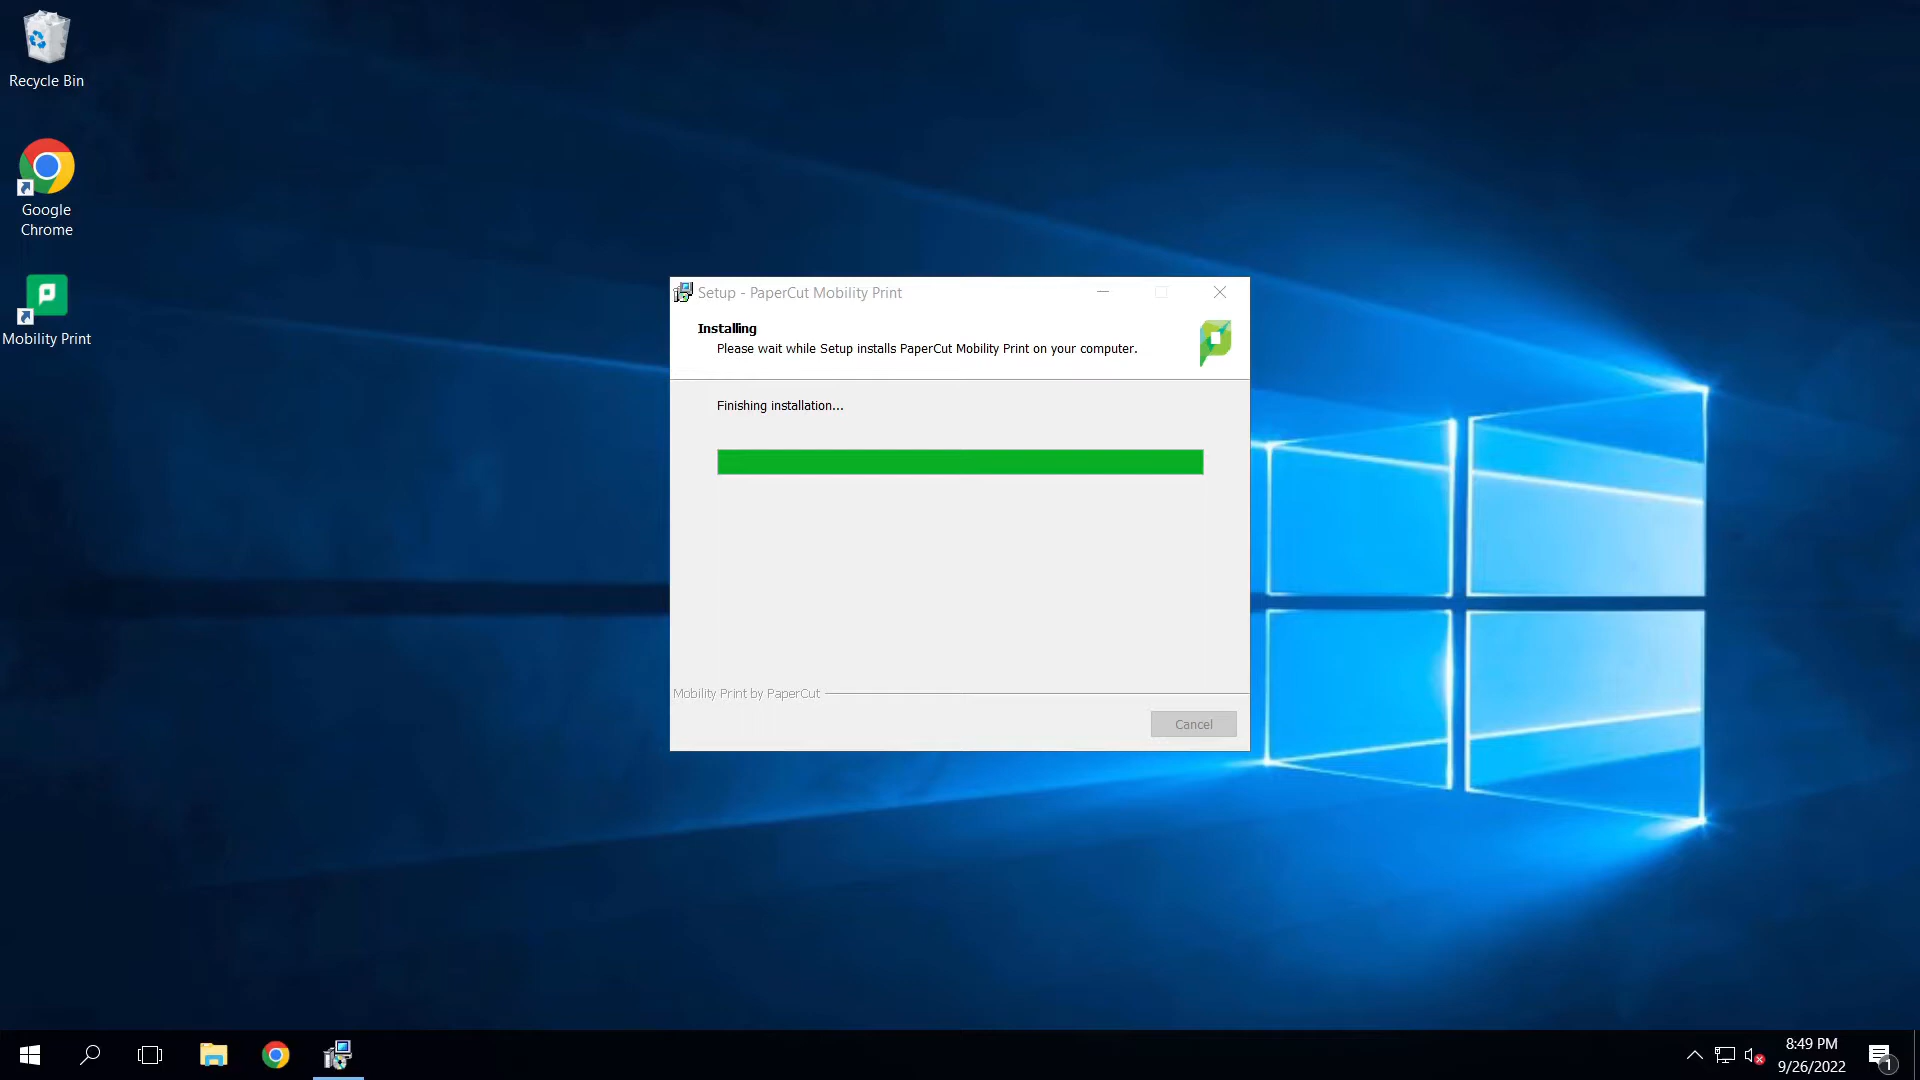 Recycle Bin
Google
Chrome
Mobility Print
Setup - PaperCut Mobility Print
Installing
Please wait while Setup installs PaperCut Mobility Print on your computer.
Finishing installation...
Mobility Print by PaperCut
Cancel
8:49 PM
9/26/2022
1